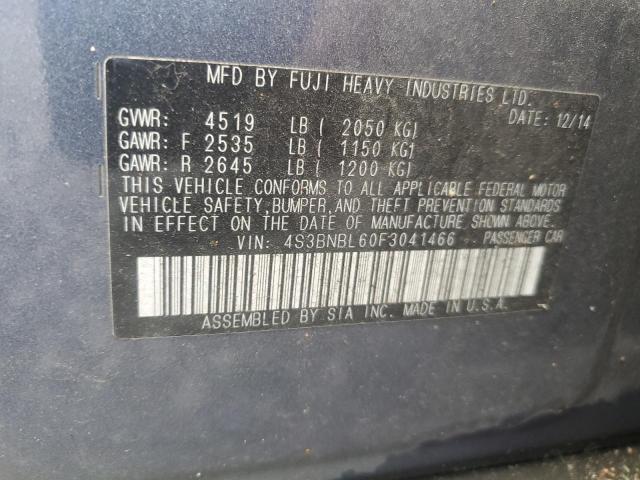 MFD BY FUJI HEAVY INDUSTRIES LTD.
DATE: 12/14
GVWR: 4519 LB ( 2050 KG)
GAWR: F 2535 LB ( 1150 KG)
GAWR: R 2645 LB ( 1200 KG)
THIS VEHICLE CONFORMS TO ALL APPLICABLE FEDERAL MOTOR
VEHICLE SAFETY, BUMPER, AND THEFT PREVENTION STANDARDS
IN EFFECT ON THE DATE OF MANUFACTURE SHOWN ABOVE.
VIN: 4S3BNBL60F3041466 PASSENGER CAR
ASSEMBLED BY SIA INC. MADE IN U.S.A.